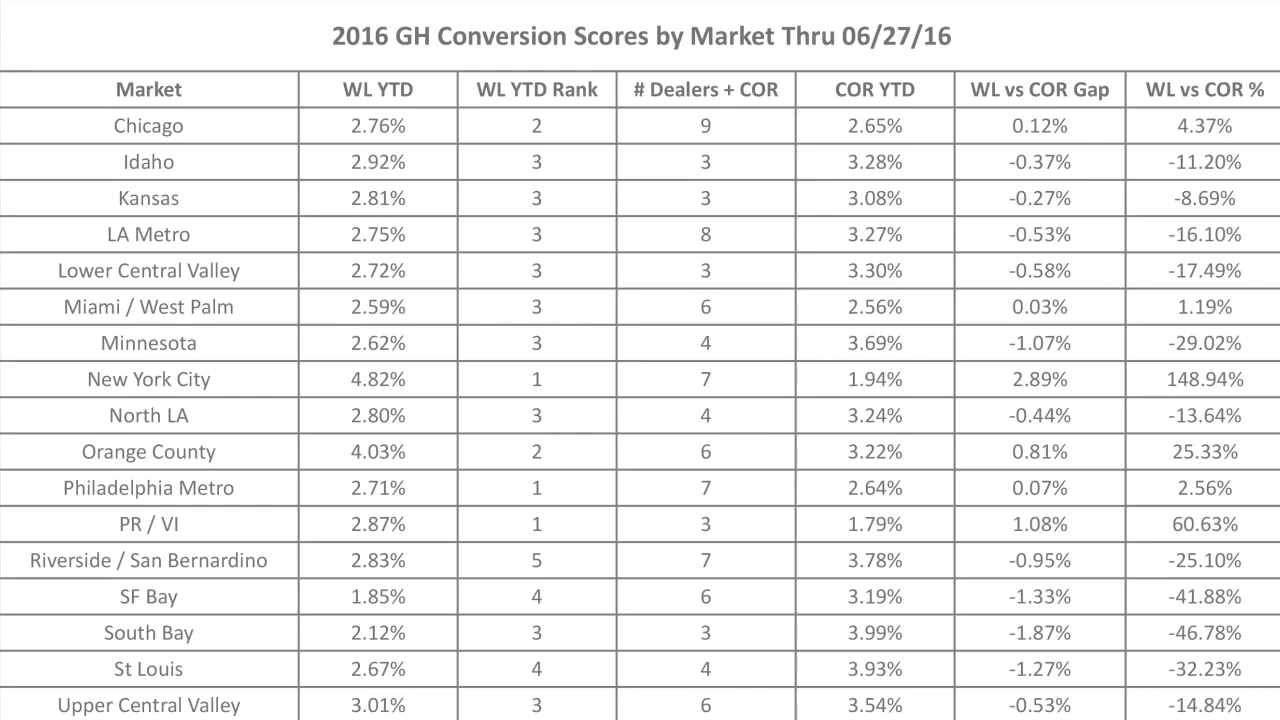 2016 GH Conversion Scores by Market Thru 06/27/16
Market WL YTD WL YTD Rank # Dealers + COR COR YTD WL vs COR Gap WL vs COR %
Chicago 2.76% 2 9 2.65% 0.12% 4.37%
Idaho 2.92% 3 3 3.28% -0.37% -11.20%
Kansas 2.81% 3 3 3.08% -0.27% -8.69%
LA Metro 2.75% 3 8 3.27% -0.53% -16.10%
Lower Central Valley 2.72% 3 3 3.30% -0.58% -17.49%
Miami / West Palm 2.59% 3 6 2.56% 0.03% 1.19%
Minnesota 2.62% 3 4 3.69% -1.07% -29.02%
New York City 4.82% 1 7 1.94% 2.89% 148.94%
North LA 2.80% 3 4 3.24% -0.44% -13.64%
Orange County 4.03% 2 6 3.22% 0.81% 25.33%
Philadelphia Metro 2.71% 1 7 2.64% 0.07% 2.56%
PR / VI 2.87% 1 3 1.79% 1.08% 60.63%
Riverside / San Bernardino 2.83% 5 7 3.78% -0.95% -25.10%
SF Bay 1.85% 4 6 3.19% -1.33% -41.88%
South Bay 2.12% 3 3 3.99% -1.87% -46.78%
St Louis 2.67% 4 4 3.93% -1.27% -32.23%
Upper Central Valley 3.01% 3 6 3.54% -0.53% -14.84%